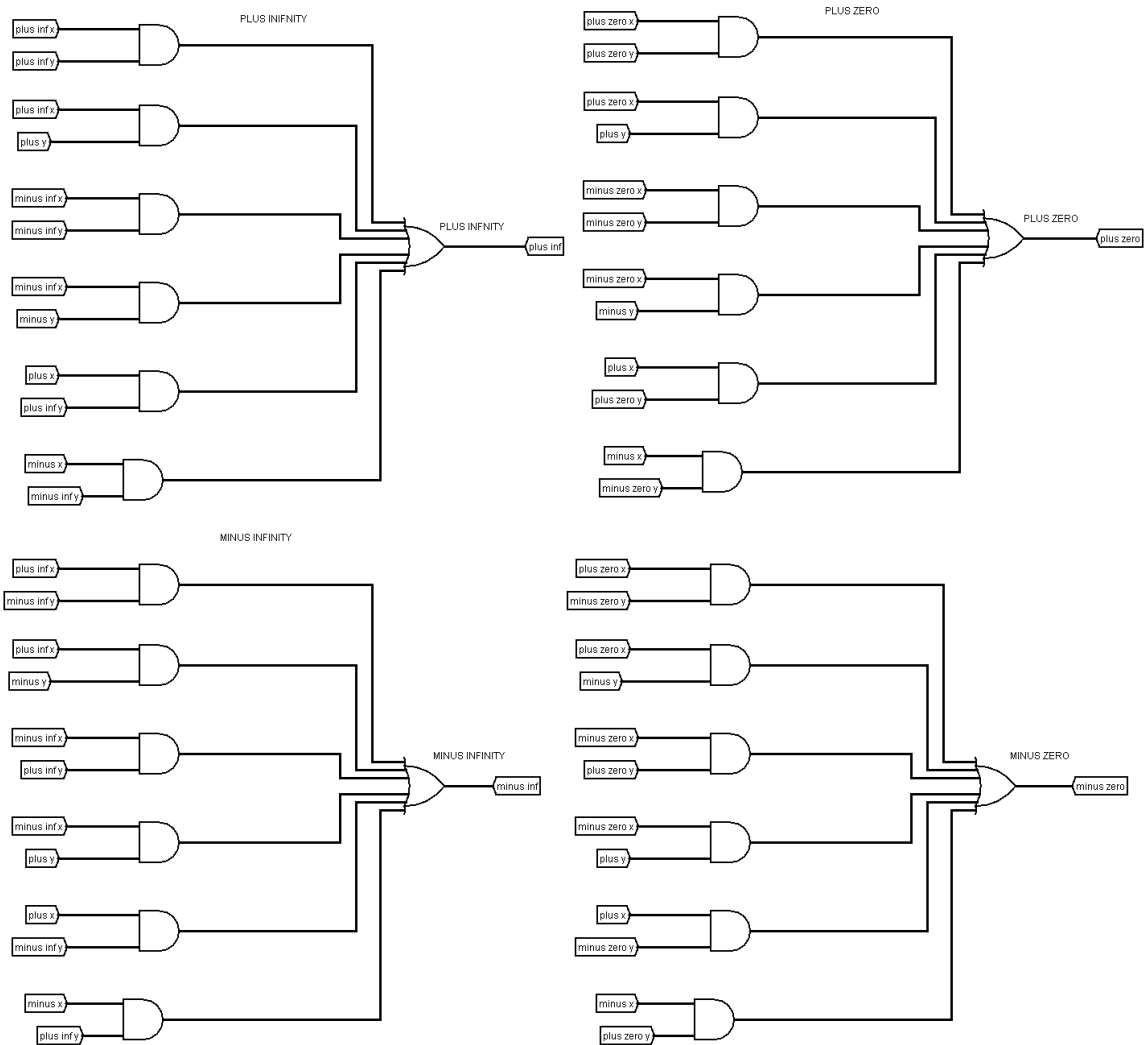 PLUS INIFNITY
plus inf x
plus inf y
plus inf x
plus y
minus inf x
minus inf y
minus inf x
minus y
plus x
plus inf y
minus x
minus inf y
PLUS INFNITY
plus inf
PLUS ZERO
plus zero x
plus zero y
plus zero x
plus y
minus zero x
minus zero y
minus zero x
minus y
plus x
plus zero y
minus x
minus zero y
PLUS ZERO
plus zero
MINUS INFINITY
plus inf x
minus inf y
plus inf x
minus y
minus inf x
plus inf y
minus inf x
plus y
plus x
minus inf y
minus x
plus inf y
MINUS INFINITY
minus inf
plus zero x
minus zero y
plus zero x
minus y
minus zero x
plus zero y
minus zero x
plus y
plus x
minus zero y
minus x
plus zero y
MINUS ZERO
minus zero